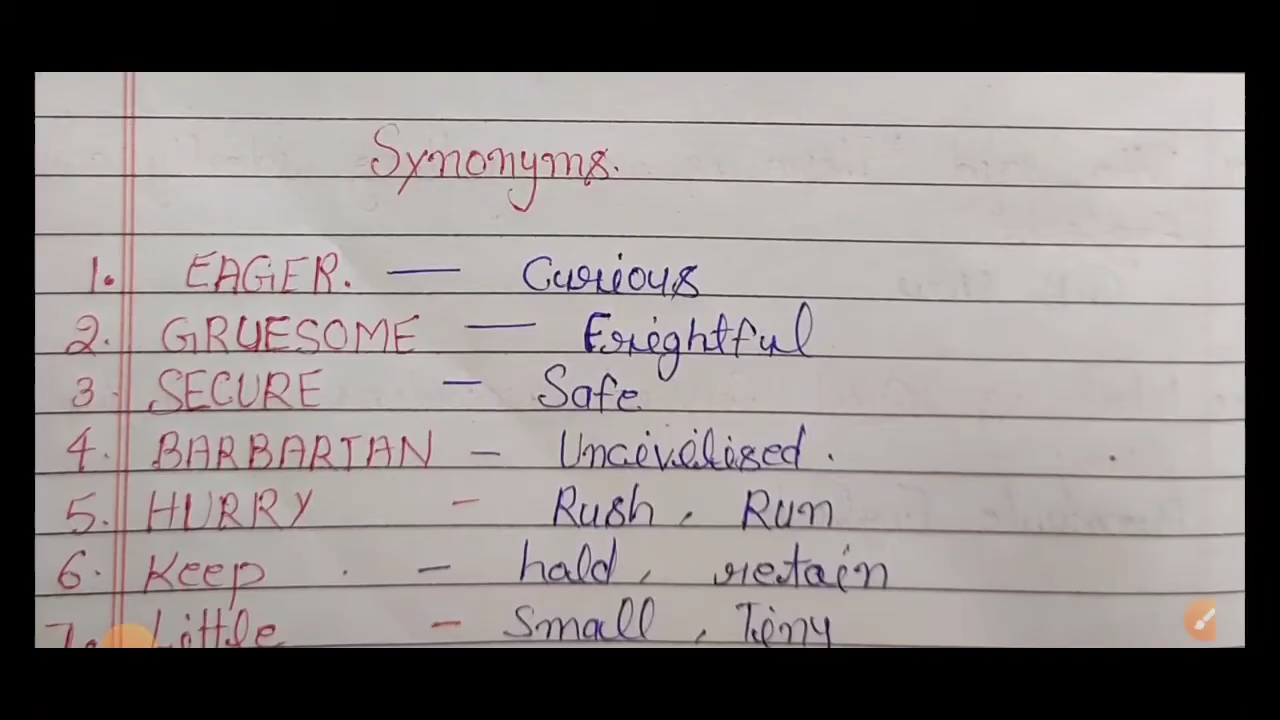 Synonyms.
1. EAGER. — Curious
2. GRUESOME — Frightful
3. SECURE - Safe
4. BARBARIAN - Uncivilised.
5. HURRY - Rush, Run
6. Keep - hald, retain
7. Little - Small, Tiny